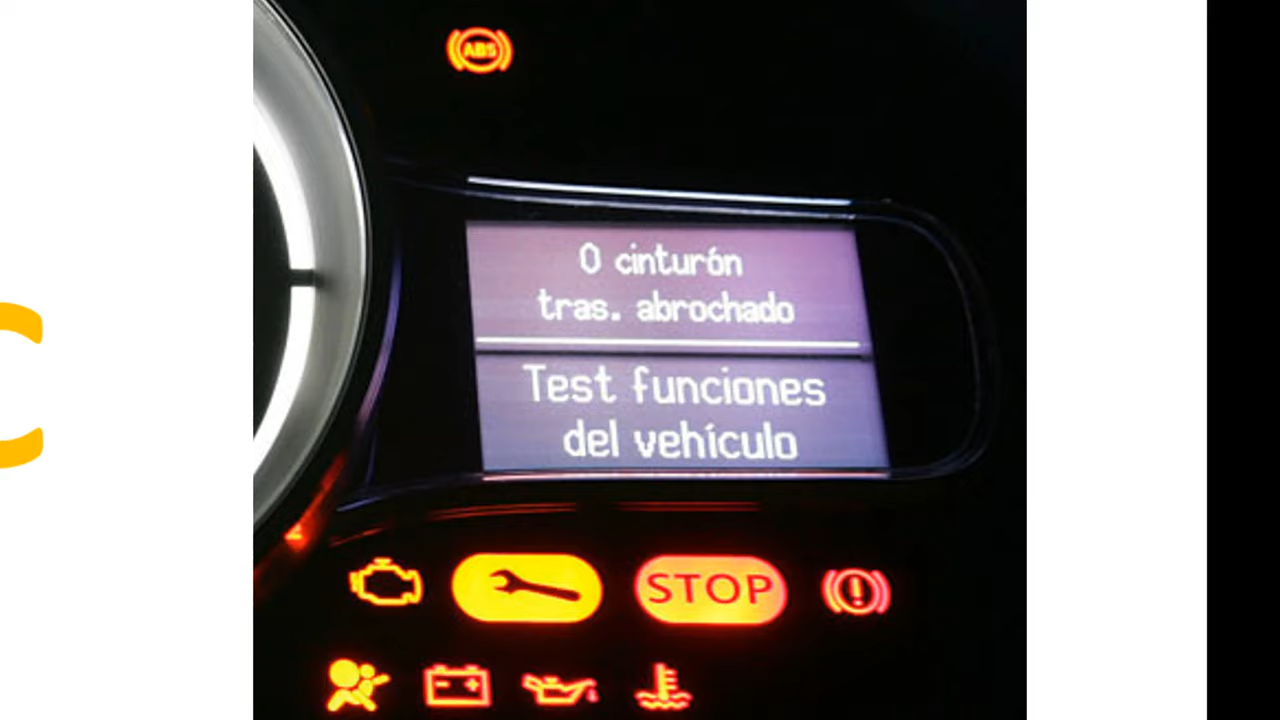 ABS
0 cinturón
tras. abrochado
Test funciones
del vehículo
STOP